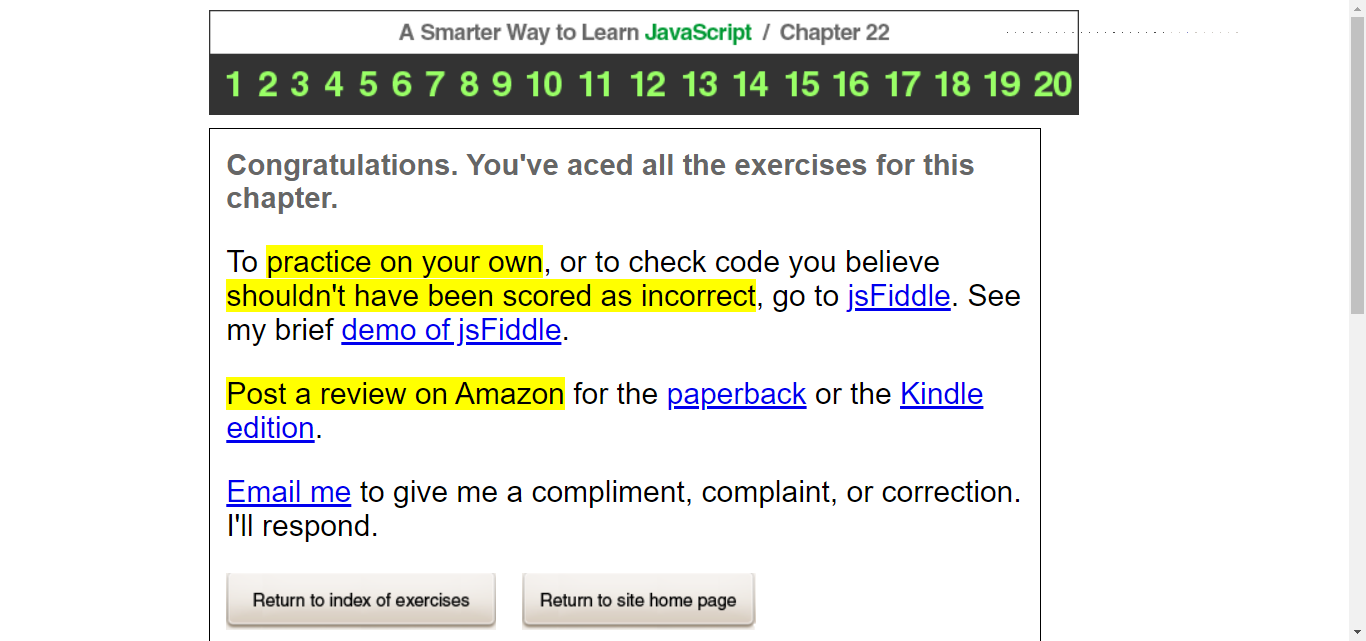 A Smarter Way to Learn JavaScript / Chapter 22
1 2 3 4 5 6 7 8 9 10 11 12 13 14 15 16 17 18 19 20
Congratulations. You've aced all the exercises for this
chapter.
To practice on your own, or to check code you believe
shouldn't have been scored as incorrect, go to jsFiddle. See
my brief demo of jsFiddle.
Post a review on Amazon for the paperback or the Kindle
edition.
Email me to give me a compliment, complaint, or correction.
I'll respond.
Return to index of exercises Return to site home page